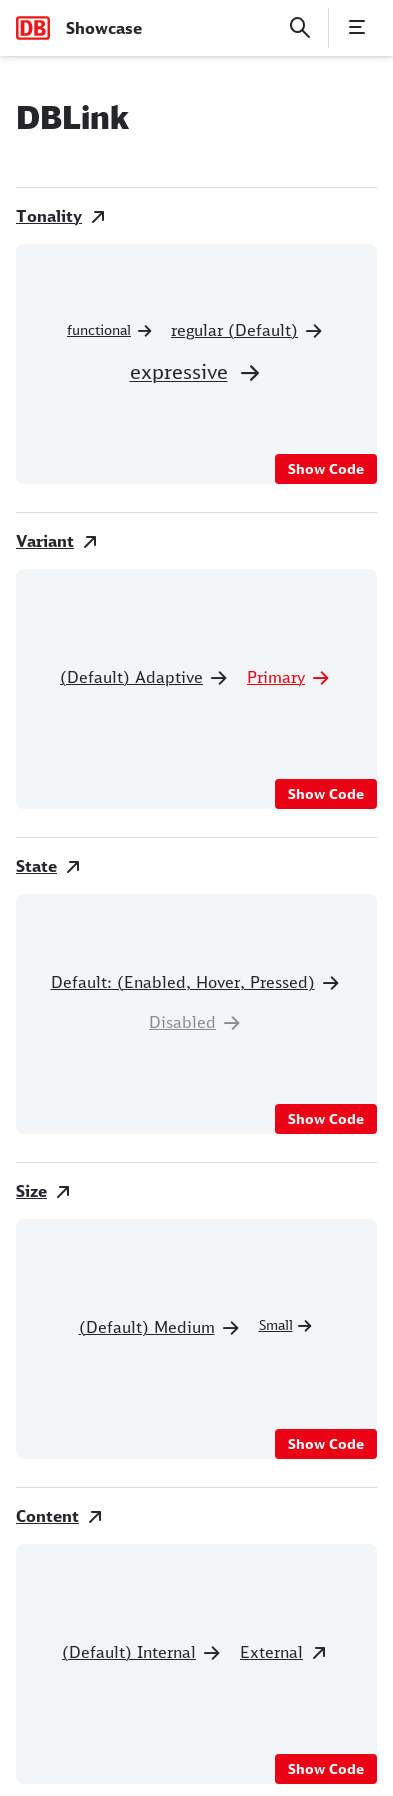 DB Showcase
DBLink
Tonality
functional regular (Default)
expressive
Show Code
Variant
(Default) Adaptive Primary
Show Code
State
Default: (Enabled, Hover, Pressed)
Disabled
Show Code
Size
(Default) Medium Small
Show Code
Content
(Default) Internal External
Show Code